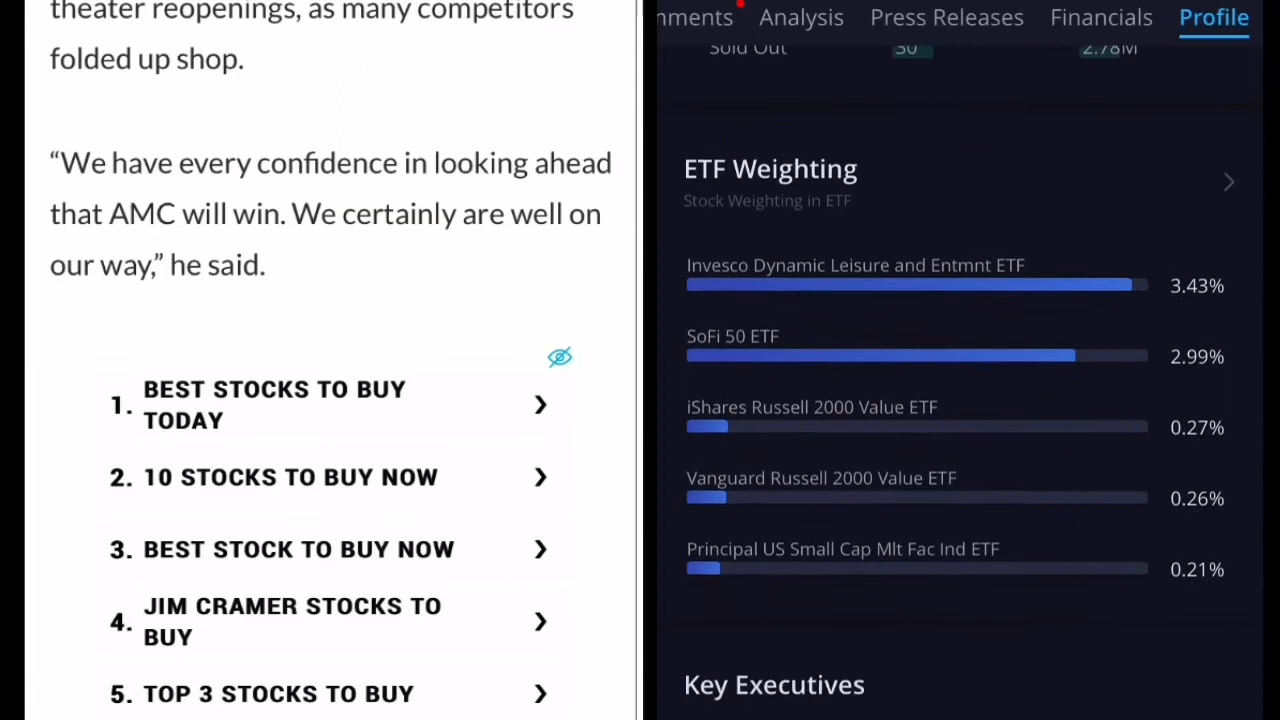 theater reopenings, as many competitors
folded up shop.
“We have every confidence in looking ahead
that AMC will win. We certainly are well on
our way,” he said.
1. BEST STOCKS TO BUY
TODAY
2. 10 STOCKS TO BUY NOW
3. BEST STOCK TO BUY NOW
4. JIM CRAMER STOCKS TO
BUY
5. TOP 3 STOCKS TO BUY
Analysis Press Releases Financials Profile
Sold Out 30 2.78M
ETF Weighting
Stock Weighting in ETF
Invesco Dynamic Leisure and Entmnt ETF
3.43%
SoFi 50 ETF
2.99%
iShares Russell 2000 Value ETF
0.27%
Vanguard Russell 2000 Value ETF
0.26%
Principal US Small Cap Mlt Fac Ind ETF
0.21%
Key Executives